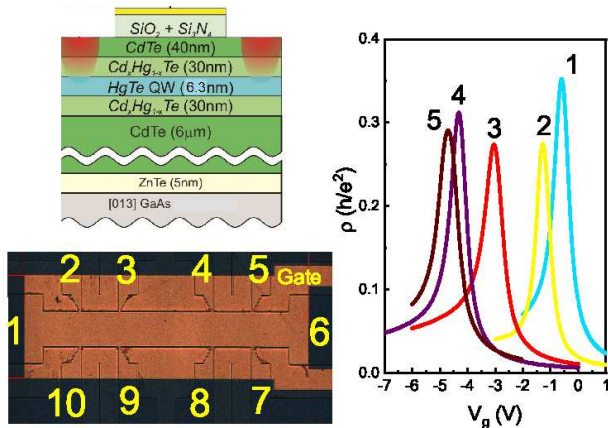 SiO2 + Si3N4
CdTe (40nm)
CdxHg1-xTe (30nm)
HgTe QW (6.3nm)
CdxHg1-xTe (30nm)
CdTe (6μm)
ZnTe (5nm)
[013] GaAs
2 3 4 5
Gate
1 6
10 9 8 7
1
2
3
4
5
0.4
0.3
0.2
0.1
0.0
ρ (h/e²)
-7 -6 -5 -4 -3 -2 -1 0 1
Vg (V)